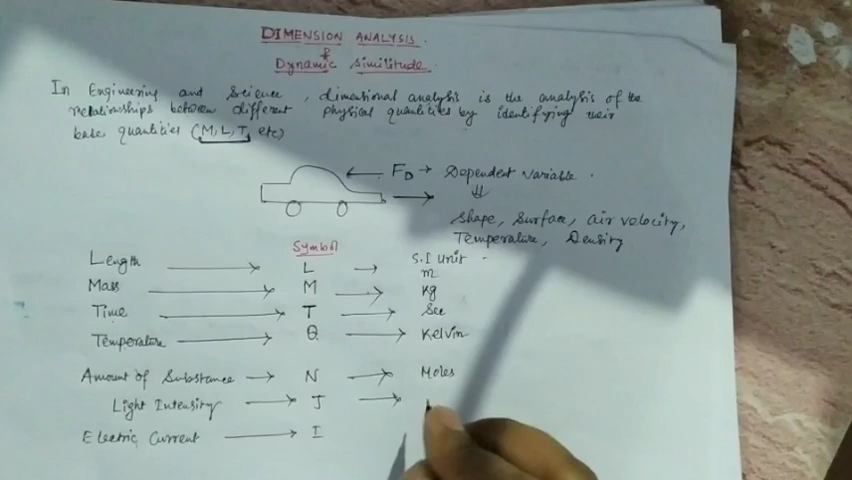 DIMENSION ANALYSIS.
&
Dynamic Similitude.
In Engineering and Science, dimensional analysis is the analysis of the
relationships between different physical quantities by identifying their
base quantities (M, L, T, etc)
FD → Dependent Variable.
⇓
Shape, Surface, air velocity,
Temperature, Density
Symbol S.I Unit
Length → L → m
Mass → M → Kg
Time → T → Sec
Temperature → θ → Kelvin
Amount of Substance → N → Moles
Light Intensity → J →
Electric Current → I